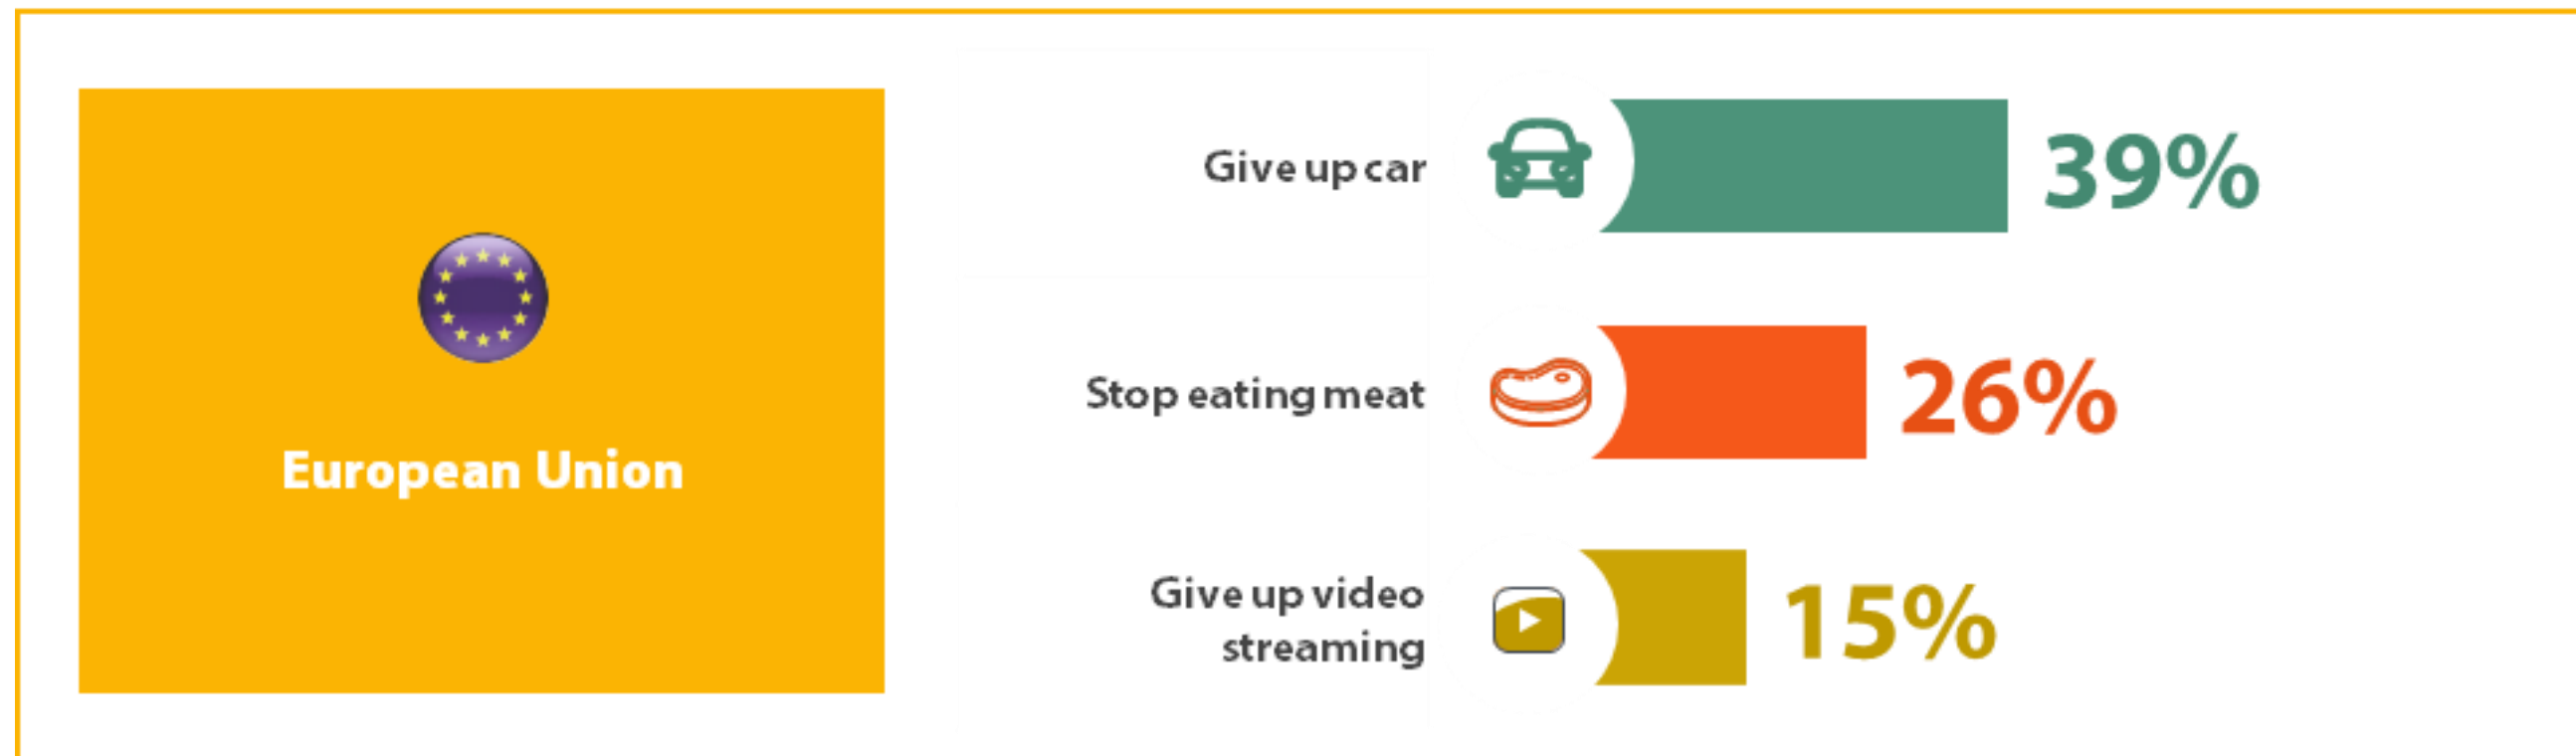 European Union
Give up car
39%
Stop eating meat
26%
Give up video
streaming
15%